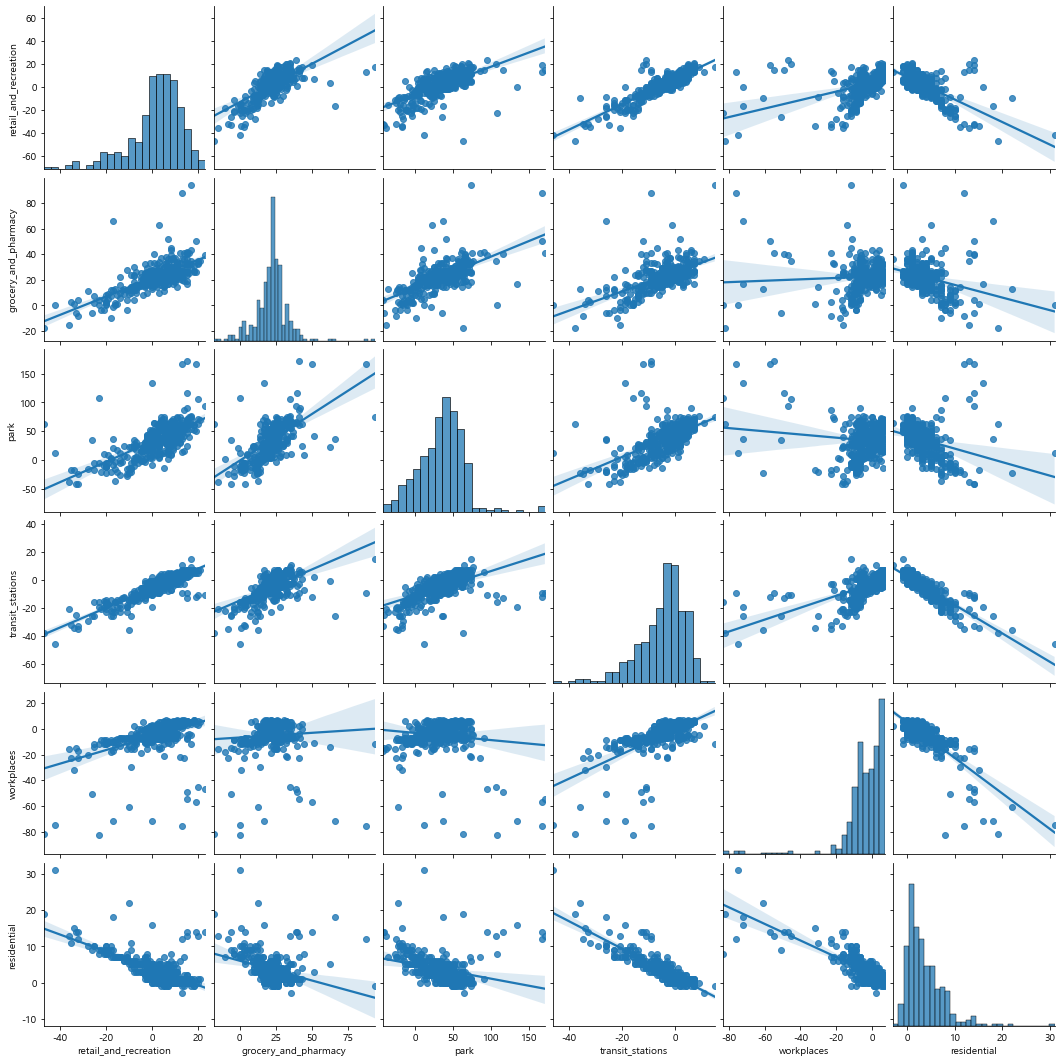 60
40
20
0
-20
-40
-60
retail_and_recreation
80
60
40
20
0
-20
grocery_and_pharmacy
150
100
50
0
-50
park
40
20
0
-20
-40
-60
transit_stations
20
0
-20
-40
-60
-80
workplaces
30
20
10
0
-10
residential
-40 -20 0 20
retail_and_recreation
0 25 50 75
grocery_and_pharmacy
0 50 100 150
park
-40 -20 0
transit_stations
-80 -60 -40 -20 0
workplaces
0 10 20 30
residential